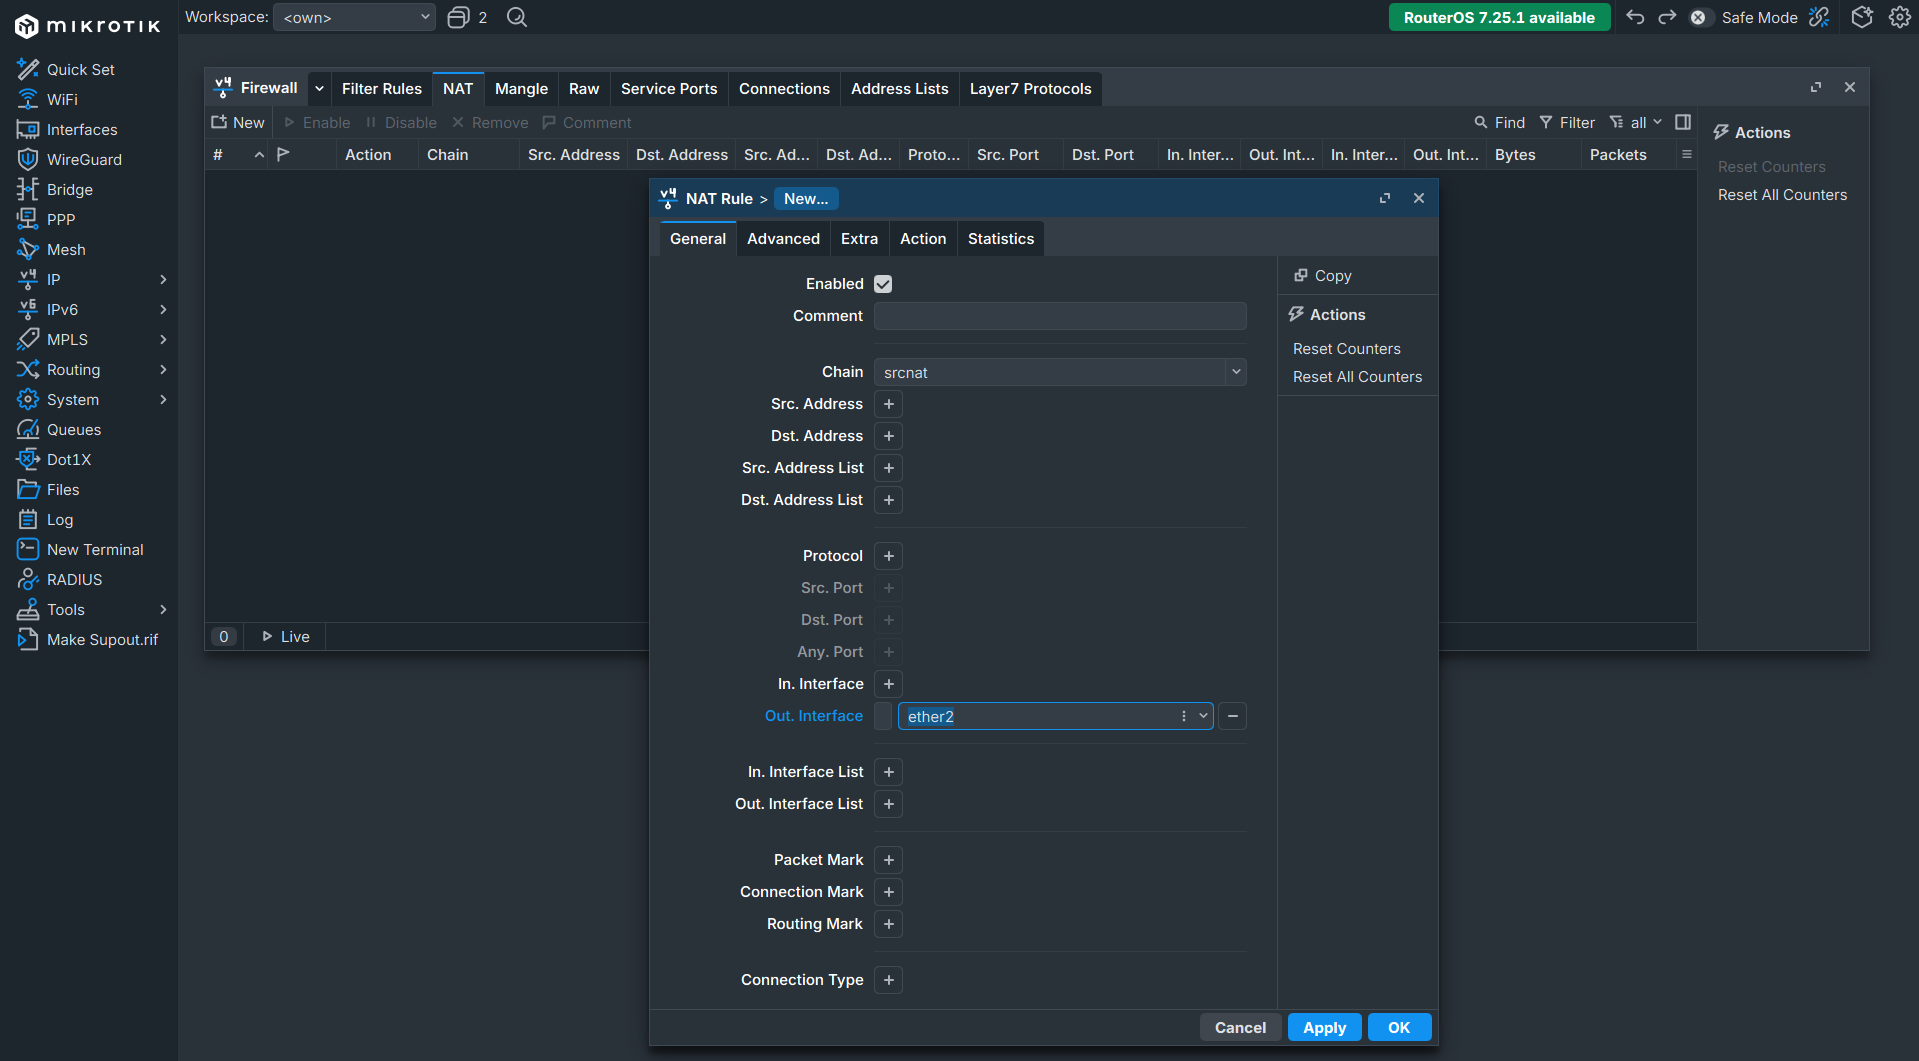 MIKROTIK
Workspace: <own> 2
RouterOS 7.25.1 available
Safe Mode
Quick Set
WiFi
Interfaces
WireGuard
Bridge
PPP
Mesh
IP
IPv6
MPLS
Routing
System
Queues
Dot1X
Files
Log
New Terminal
RADIUS
Tools
Make Supout.rif
Firewall Filter Rules NAT Mangle Raw Service Ports Connections Address Lists Layer7 Protocols
New Enable Disable Remove Comment Find Filter all
# Action Chain Src. Address Dst. Address Src. Ad... Dst. Ad... Proto... Src. Port Dst. Port In. Inter... Out. Int... In. Inter... Out. Int... Bytes Packets
Actions
Reset Counters
Reset All Counters
0 Live
NAT Rule > New...
General Advanced Extra Action Statistics
Enabled
Comment
Chain srcnat
Src. Address
Dst. Address
Src. Address List
Dst. Address List
Protocol
Src. Port
Dst. Port
Any. Port
In. Interface
Out. Interface ether2
In. Interface List
Out. Interface List
Packet Mark
Connection Mark
Routing Mark
Connection Type
Copy
Actions
Reset Counters
Reset All Counters
Cancel Apply OK